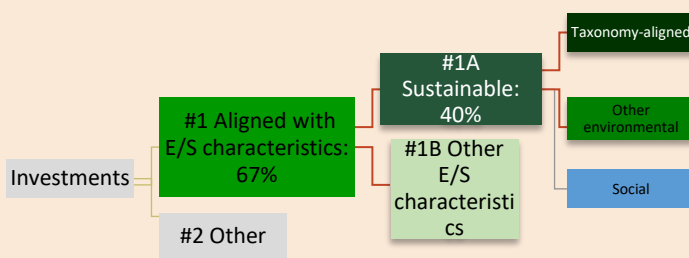 Investments
#1 Aligned with
E/S characteristics:
67%
#2 Other
#1A
Sustainable:
40%
#1B Other
E/S
characteristi
cs
Taxonomy-aligned
Other
environmental
Social